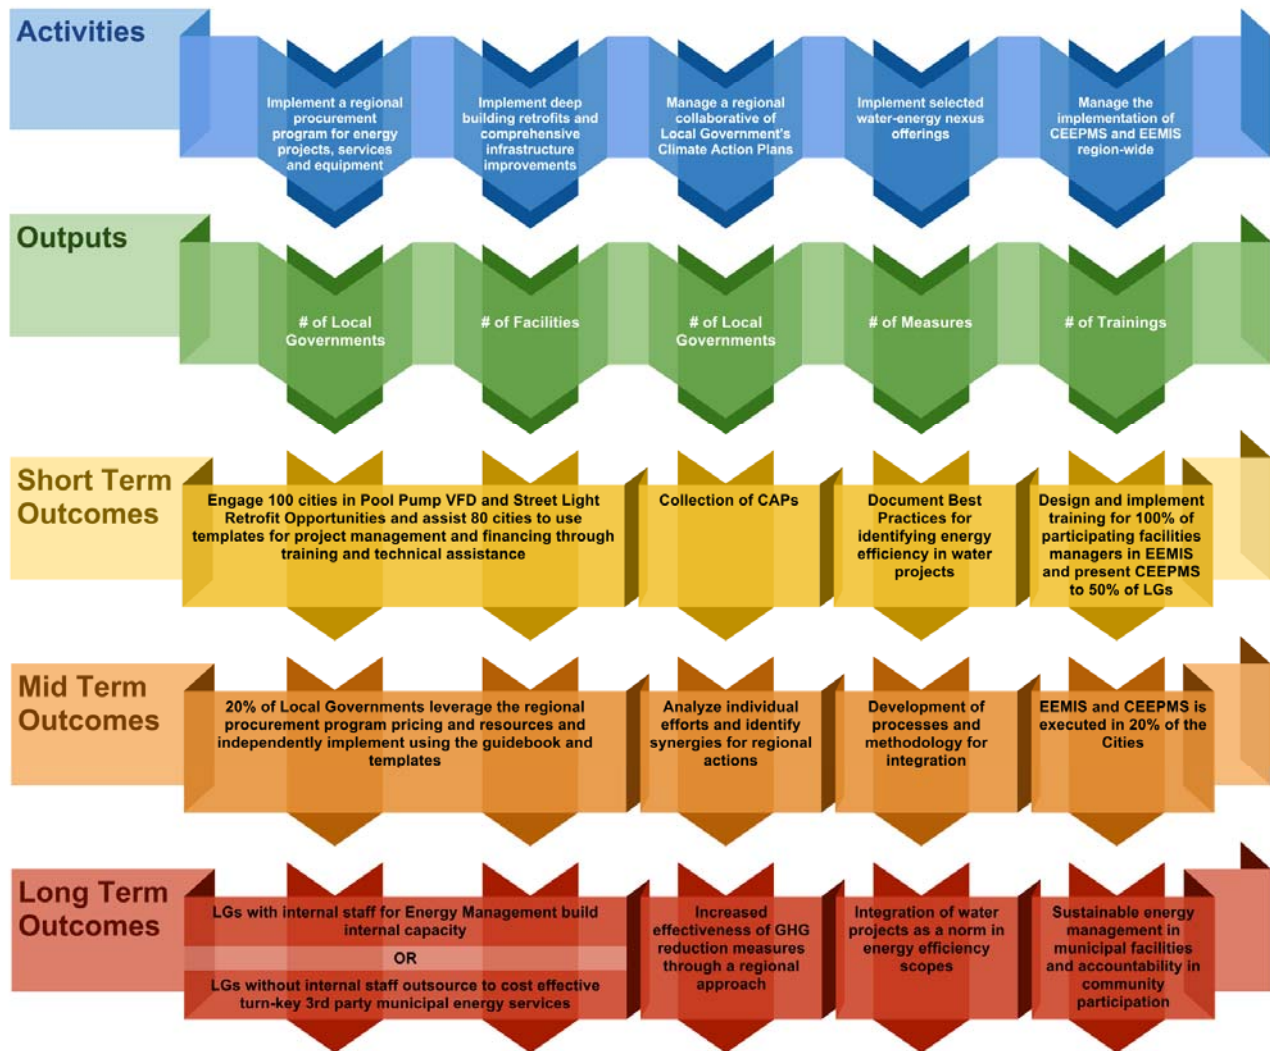 Activities
Implement a regional
procurement
program for energy
projects, services
and equipment
Implement deep
building retrofits and
comprehensive
infrastructure
improvements
Manage a regional
collaborative of
Local Government's
Climate Action Plans
Implement selected
water-energy nexus
offerings
Manage the
implementation of
CEEPMS and EEMIS
region-wide
Outputs
# of Local
Governments
# of Facilities
# of Local
Governments
# of Measures
# of Trainings
Short Term
Outcomes
Engage 100 cities in Pool Pump VFD and Street Light
Retrofit Opportunities and assist 80 cities to use
templates for project management and financing through
training and technical assistance
Collection of CAPs
Document Best
Practices for
identifying energy
efficiency in water
projects
Design and implement
training for 100% of
participating facilities
managers in EEMIS
and present CEEPMS
to 50% of LGs
Mid Term
Outcomes
20% of Local Governments leverage the regional
procurement program pricing and resources and
independently implement using the guidebook and
templates
Analyze individual
efforts and identify
synergies for regional
actions
Development of
processes and
methodology for
integration
EEMIS and CEEPMS is
executed in 20% of the
Cities
Long Term
Outcomes
LGs with internal staff for Energy Management build
internal capacity
OR
LGs without internal staff outsource to cost effective
turn-key 3rd party municipal energy services
Increased
effectiveness of GHG
reduction measures
through a regional
approach
Integration of water
projects as a norm in
energy efficiency
scopes
Sustainable energy
management in
municipal facilities
and accountability in
community
participation